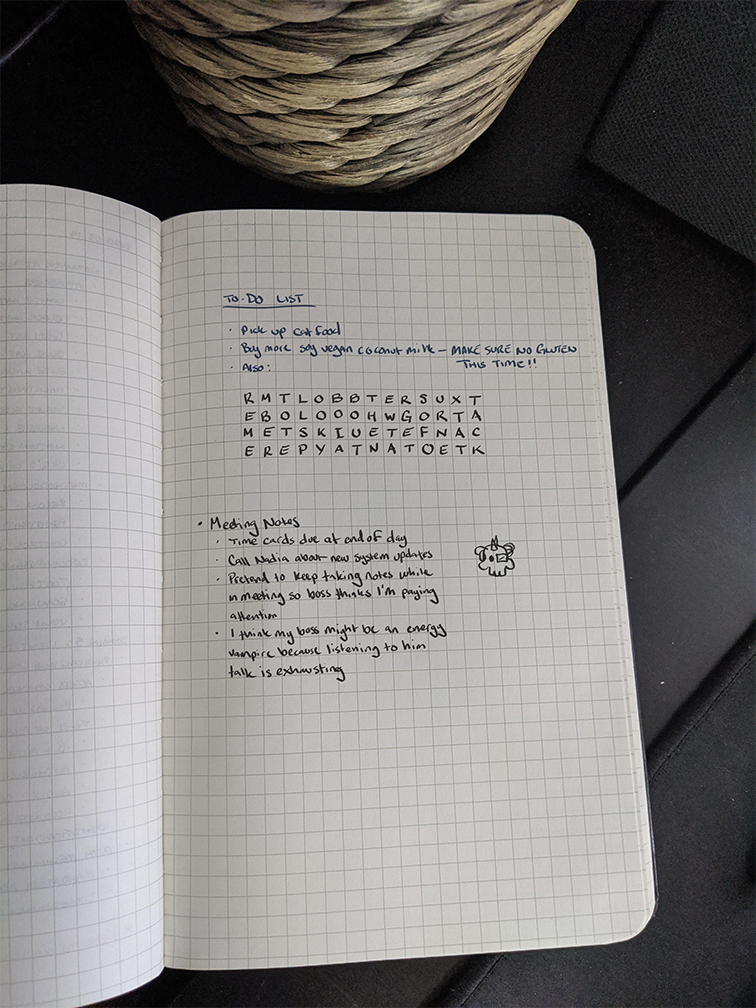 TO-DO LIST
· Pick up cat food
· Buy more soy vegan coconut milk – MAKE SURE NO GLUTEN
THIS TIME!!
· Also:
R M T L O B B T E R S U X T
E B O L O O O H W G O R T A
M E T S K I U E T E F N A C
E R E P Y A T N A T O E T K
• Meeting Notes
· Time cards due at end of day
· Call Nadia about new system updates
· Pretend to keep taking notes while
in meeting so boss thinks I'm paying
attention
· I think my boss might be an energy
vampire because listening to him
talk is exhausting